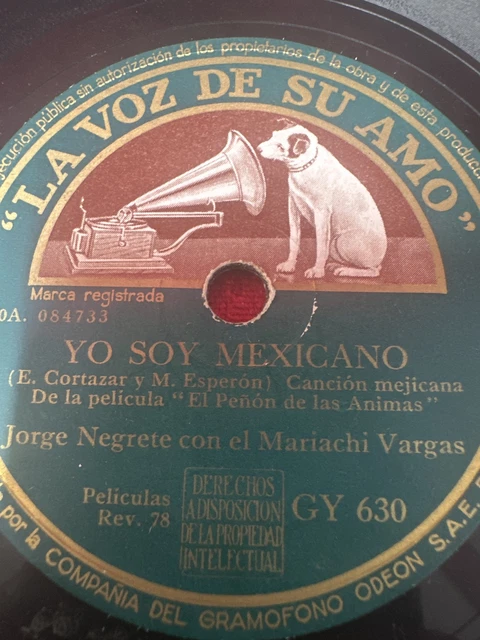 ejecución pública sin autorización de los propietarios de la obra y de esta producc
"LA VOZ DE SU AMO"
Marca registrada
0A. 084733
YO SOY MEXICANO
(E. Cortazar y M. Esperón) Canción mejicana
De la película "El Peñón de las Animas"
Jorge Negrete con el Mariachi Vargas
Películas
Rev. 78
DERECHOS
A DISPOSICION
DE LA PROPIEDAD
INTELECTUAL
GY 630
por la COMPAÑIA DEL GRAMOFONO ODEON S.A.E.